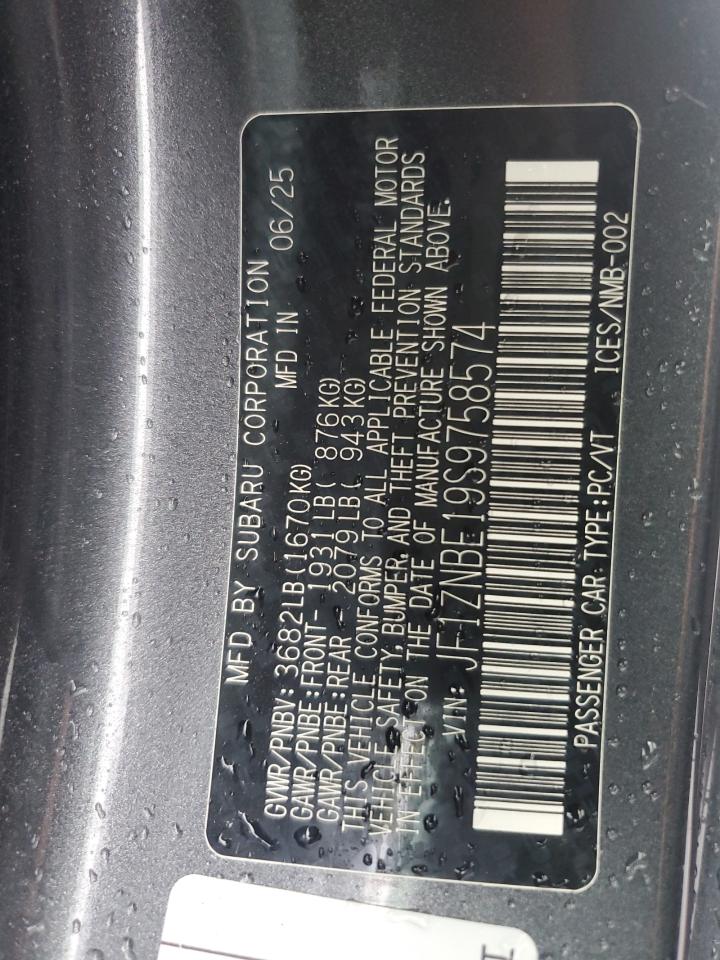 MFD BY SUBARU CORPORATION
MFD IN 06/25
GVWR/PNBV: 3682LB(1670KG)
GAWR/PNBE:FRONT- 1931LB( 876KG)
GAWR/PNBE:REAR 2079LB( 943KG)
THIS VEHICLE CONFORMS TO ALL APPLICABLE FEDERAL MOTOR
VEHICLE SAFETY, BUMPER, AND THEFT PREVENTION STANDARDS
IN EFFECT ON THE DATE OF MANUFACTURE SHOWN ABOVE.
VIN: JF1ZNBE19S9758574
PASSENGER CAR TYPE:PC/VT ICES/NMB-002